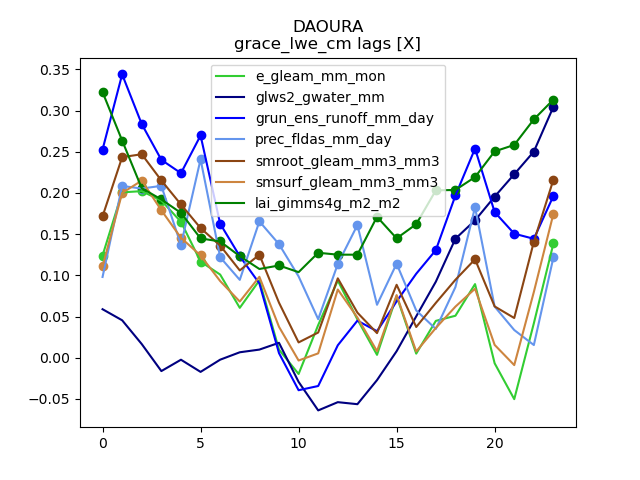 DAOURA
grace_lwe_cm lags [X]
0.35
0.30
0.25
0.20
0.15
0.10
0.05
0.00
−0.05
0
5
10
15
20
e_gleam_mm_mon
glws2_gwater_mm
grun_ens_runoff_mm_day
prec_fldas_mm_day
smroot_gleam_mm3_mm3
smsurf_gleam_mm3_mm3
lai_gimms4g_m2_m2